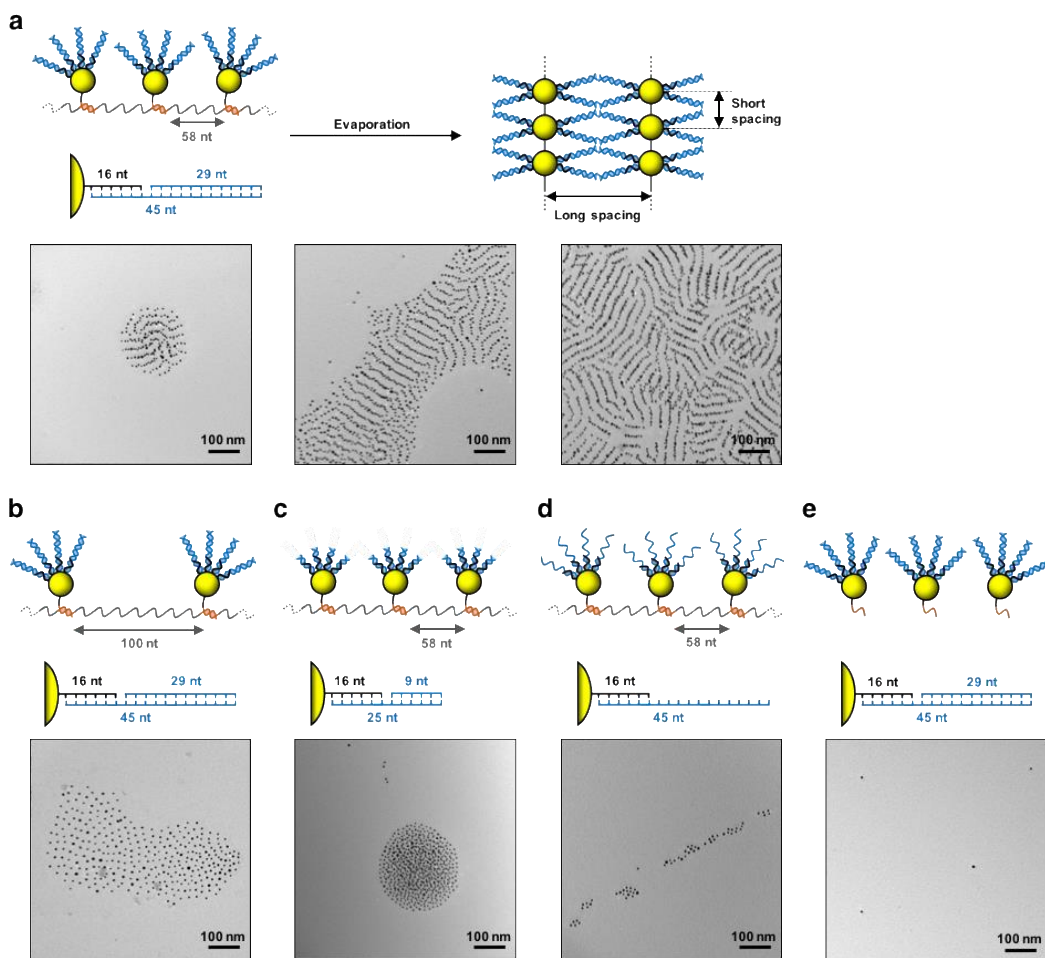 a
58 nt
16 nt
29 nt
45 nt
Evaporation
Short
spacing
Long spacing
100 nm
100 nm
100 nm
b
100 nt
16 nt
29 nt
45 nt
100 nm
c
58 nt
16 nt
9 nt
25 nt
100 nm
d
58 nt
16 nt
45 nt
100 nm
e
16 nt
29 nt
45 nt
100 nm